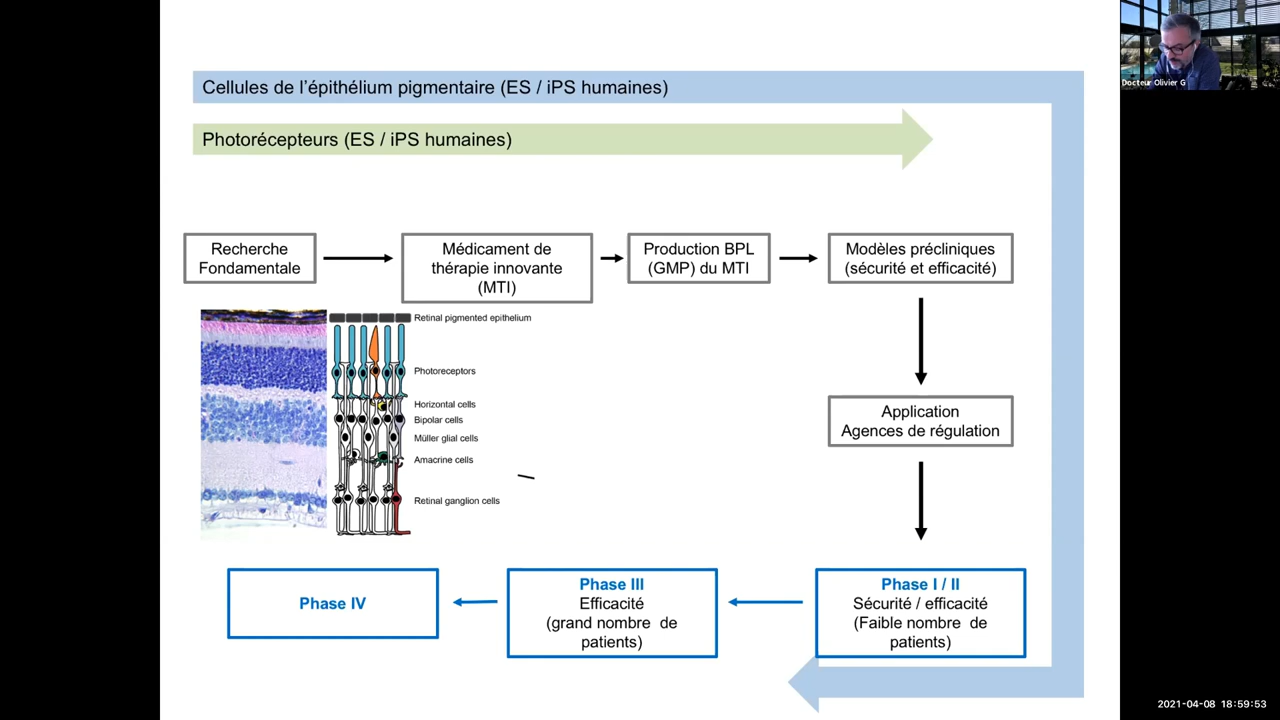 Docteur Olivier G
Cellules de l'épithélium pigmentaire (ES / iPS humaines)
Photorécepteurs (ES / iPS humaines)
Recherche
Fondamentale
Médicament de
thérapie innovante
(MTI)
Production BPL
(GMP) du MTI
Modèles précliniques
(sécurité et efficacité)
Retinal pigmented epithelium
Photoreceptors
Horizontal cells
Bipolar cells
Müller glial cells
Amacrine cells
Retinal ganglion cells
Application
Agences de régulation
Phase I / II
Sécurité / efficacité
(Faible nombre de
patients)
Phase III
Efficacité
(grand nombre de
patients)
Phase IV
2021-04-08 18:59:53